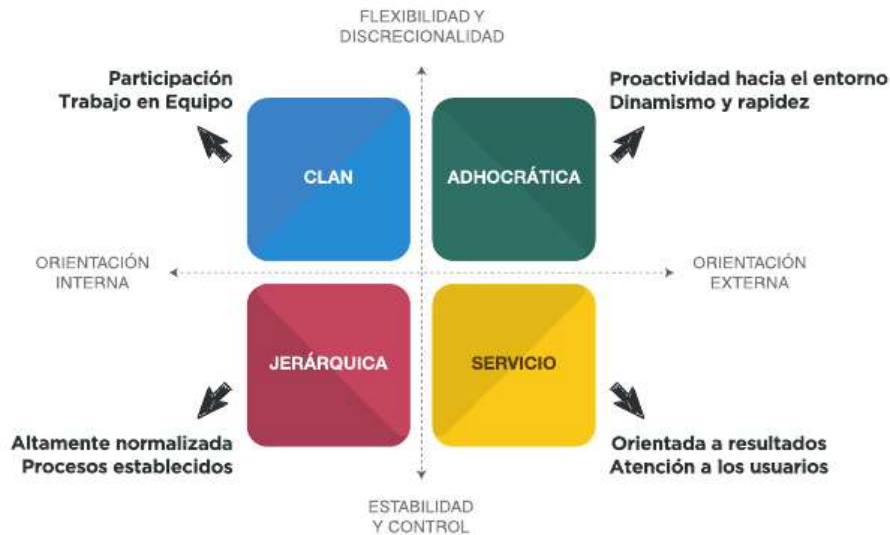 FLEXIBILIDAD Y
DISCRECIONALIDAD
Participación
Trabajo en Equipo
Proactividad hacia el entorno
Dinamismo y rapidez
CLAN
ADHOCRÁTICA
ORIENTACIÓN
INTERNA
ORIENTACIÓN
EXTERNA
JERÁRQUICA
SERVICIO
Altamente normalizada
Procesos establecidos
Orientada a resultados
Atención a los usuarios
ESTABILIDAD
Y CONTROL